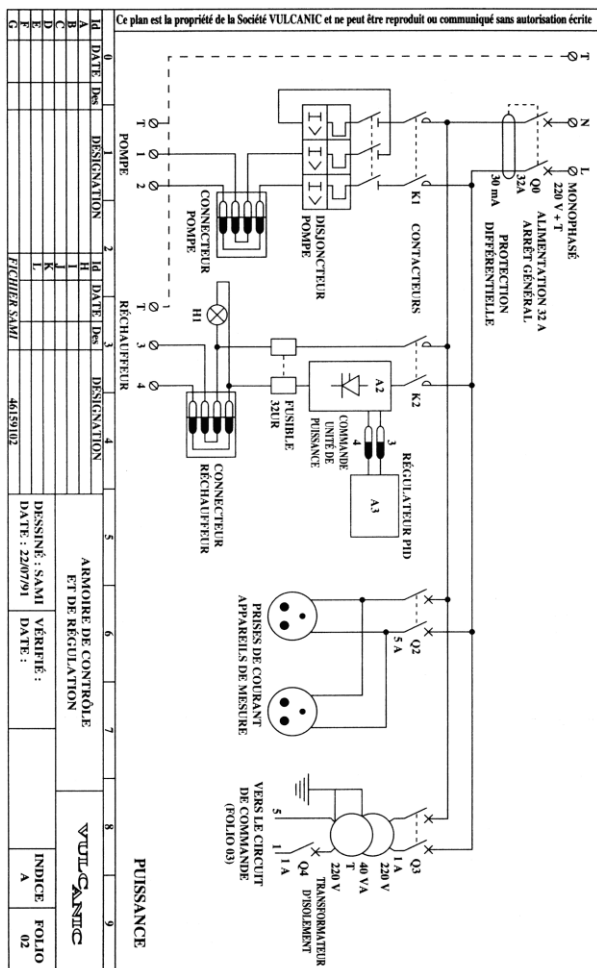 Ce plan est la propriété de la Société VULCANIC et ne peut être reproduit ou communiqué sans autorisation écrite
T
N
L
MONOPHASÉ
220 V + T
Q0
32A
30 mA
ALIMENTATION 32 A
ARRÊT GÉNÉRAL
PROTECTION
DIFFÉRENTIELLE
K1
CONTACTEURS
K2
DISJONCTEUR
POMPE
I >
I >
I >
CONNECTEUR
POMPE
T
1
2
POMPE
A2
COMMANDE
UNITÉ DE
PUISSANCE
3
4
A3
RÉGULATEUR PID
FUSIBLE
32UR
H1
CONNECTEUR
RÉCHAUFFEUR
T
3
4
RÉCHAUFFEUR
Q2
5 A
PRISES DE COURANT
APPAREILS DE MESURE
Q3
1 A
220 V
40 VA
T
220 V
TRANSFORMATEUR
D'ISOLEMENT
Q4
1 A
5
1
VERS LE CIRCUIT
DE COMMANDE
(FOLIO 03)
PUISSANCE
0 1 2 3 4 5 6 7 8 9
Id DATE Des DÉSIGNATION Id DATE Des DÉSIGNATION
A H
B I
C J
D K
E L
F
G FICHIER SAMI 46159102
ARMOIRE DE CONTRÔLE
ET DE RÉGULATION
DESSINÉ : SAMI VÉRIFIÉ :
DATE : 22/07/91 DATE :
VULCANIC
INDICE FOLIO
A 02